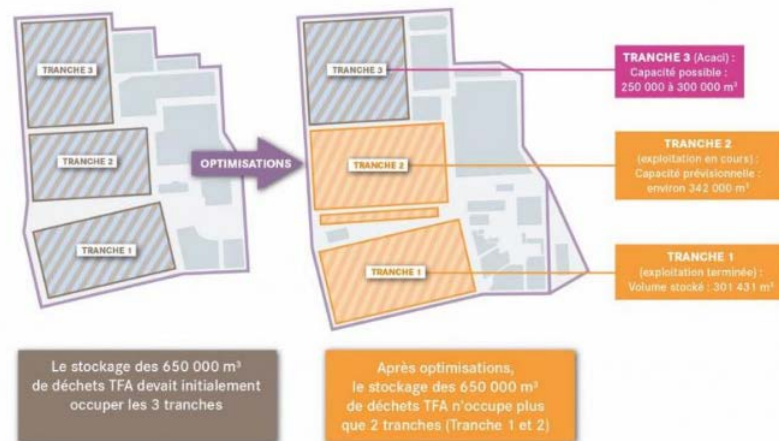 TRANCHE 3
TRANCHE 2
TRANCHE 1
OPTIMISATIONS
TRANCHE 3
TRANCHE 2
TRANCHE 1
TRANCHE 3 (Acaci) :
Capacité possible :
250 000 à 300 000 m³
TRANCHE 2
(exploitation en cours) :
Capacité prévisionnelle :
environ 342 000 m³
TRANCHE 1
(exploitation terminée) :
Volume stocké : 301 431 m³
Le stockage des 650 000 m³
de déchets TFA devait initialement
occuper les 3 tranches
Après optimisations,
le stockage des 650 000 m³
de déchets TFA n'occupe plus
que 2 tranches (Tranche 1 et 2)